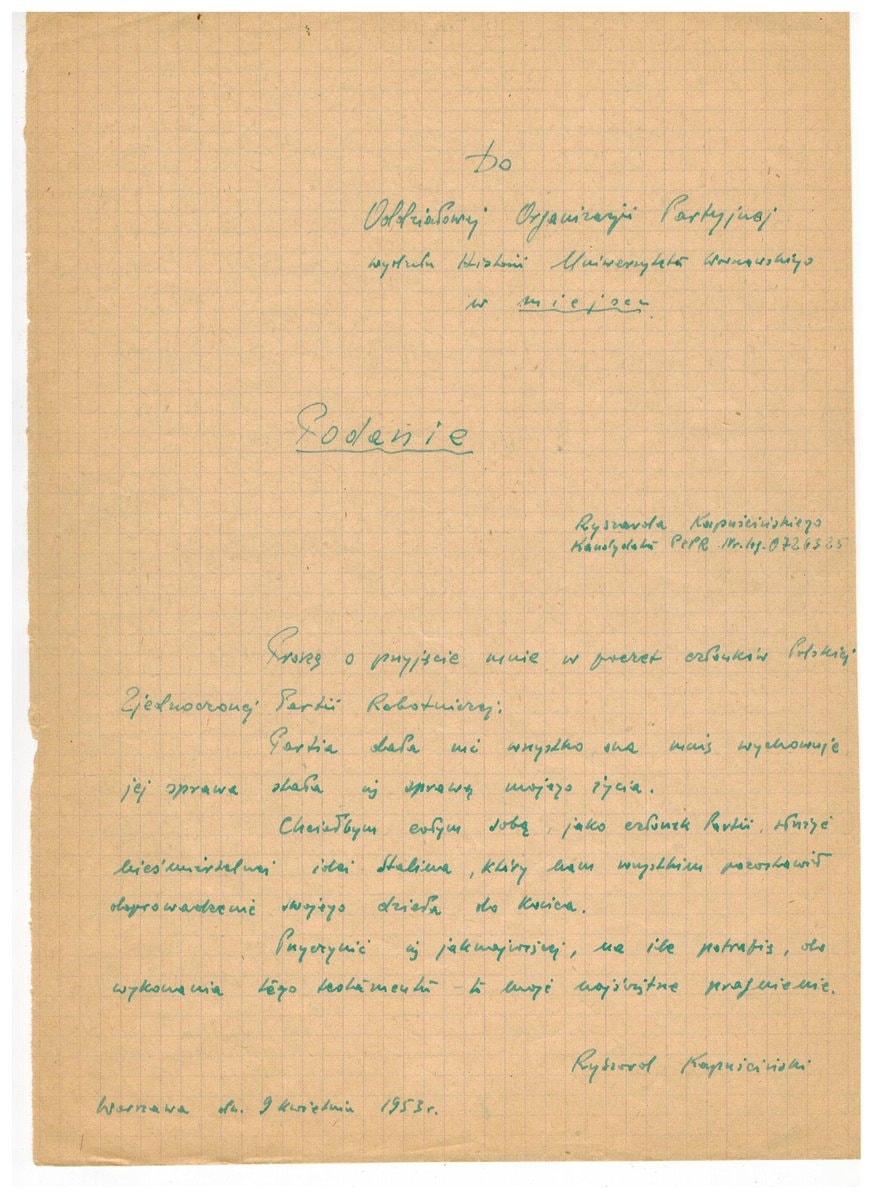 Do
Oddziałowej Organizacji Partyjnej
wydziału Historii Uniwersytetu Warszawskiego
w miejscu.
Podanie
Ryszarda Kapuścińskiego
Kandydata PZPR Nr. leg. 0724325
Proszę o przyjęcie mnie w poczet członków Polskiej
Zjednoczonej Partii Robotniczej.
Partia dała mi wszystko, ona mnie wychowuje,
jej sprawa stała się sprawą mojego życia.
Chciałbym całym sobą, jako członek Partii, służyć
nieśmiertelnej idei Stalina, który nam wszystkim pozostawił
doprowadzenie swojego dzieła do końca.
Przyczynić się jaknajwięcej, na ile potrafię, do
wykonania tego testamentu – to moje najświętsze pragnienie.
Ryszard Kapuściński
Warszawa dn. 9 kwietnia 1953 r.